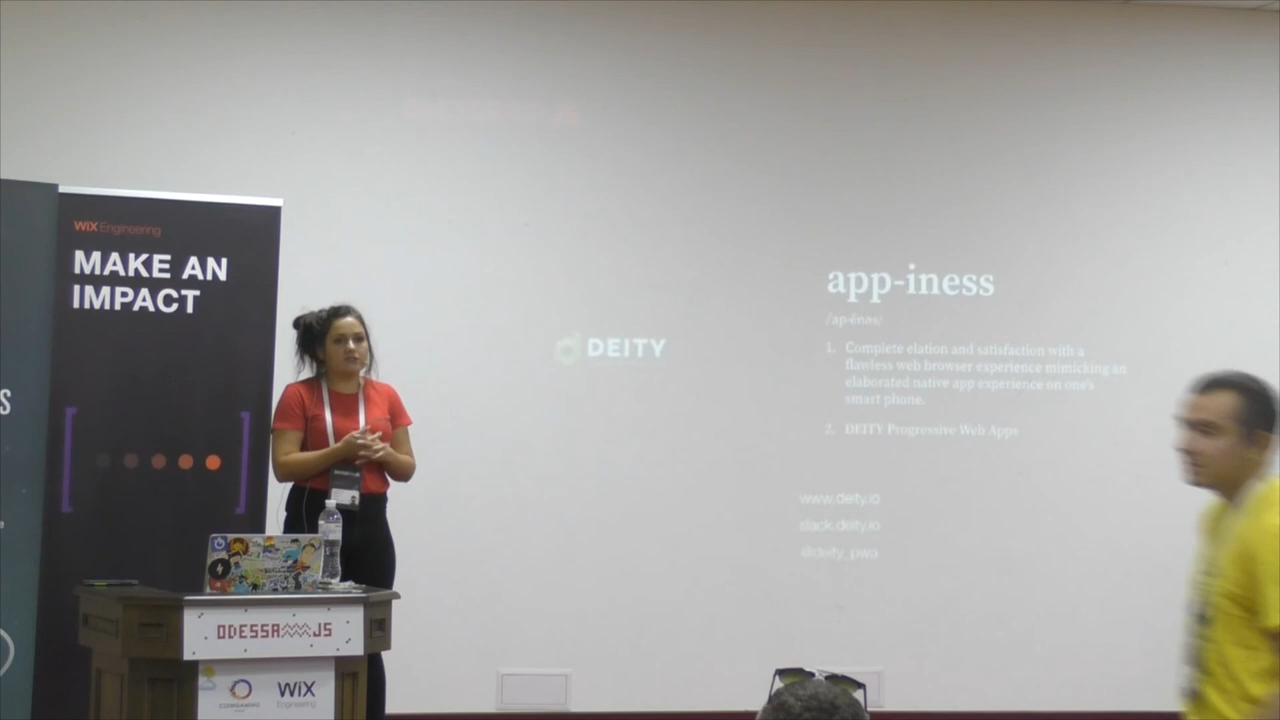 WiX Engineering
MAKE AN
IMPACT
S
DEITY
app-iness
/ap-ēnəs/
1. Complete elation and satisfaction with a
flawless web browser experience mimicking an
elaborated native app experience on one's
smart phone.
2. DEITY Progressive Web Apps
www.deity.io
slack.deity.io
@deity_pwa
ODESSA JS
WiX
Engineering